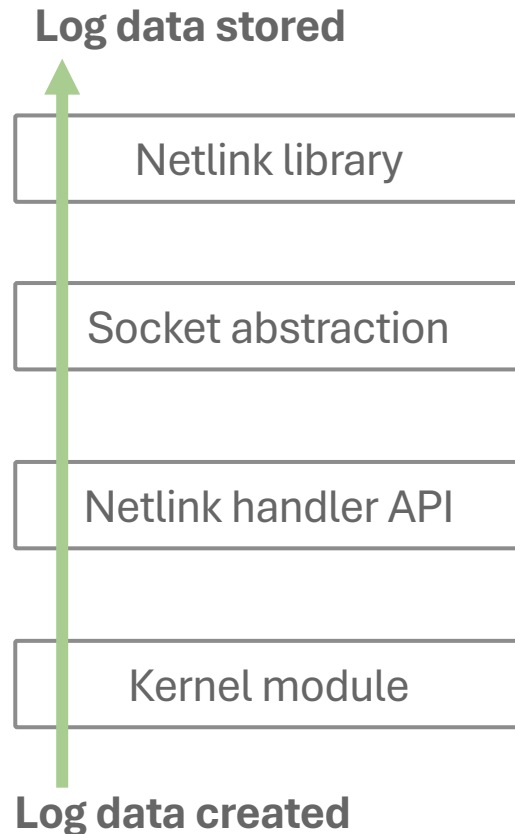 Log data stored
Netlink library
Socket abstraction
Netlink handler API
Kernel module
Log data created